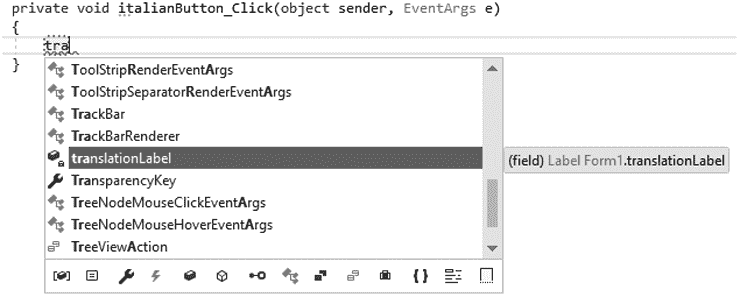 private void italianButton_Click(object sender, EventArgs e)
{
tra
}
ToolStripRenderEventArgs
ToolStripSeparatorRenderEventArgs
TrackBar
TrackBarRenderer
translationLabel
(field) Label Form1.translationLabel
TransparencyKey
TreeNodeMouseClickEventArgs
TreeNodeMouseHoverEventArgs
TreeViewAction